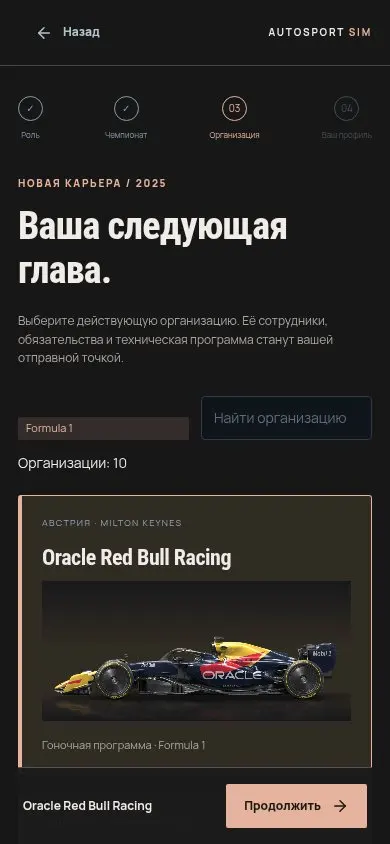 Назад
AUTOSPORT SIM
✓ ✓ 03 04
Роль Чемпионат Организация Ваш профиль
НОВАЯ КАРЬЕРА / 2025
Ваша следующая
глава.
Выберите действующую организацию. Её сотрудники,
обязательства и техническая программа станут вашей
отправной точкой.
Formula 1
Найти организацию
Организации: 10
АВСТРИЯ · MILTON KEYNES
Oracle Red Bull Racing
Mobil 1
ORACLE
Гоночная программа · Formula 1
Oracle Red Bull Racing
Продолжить